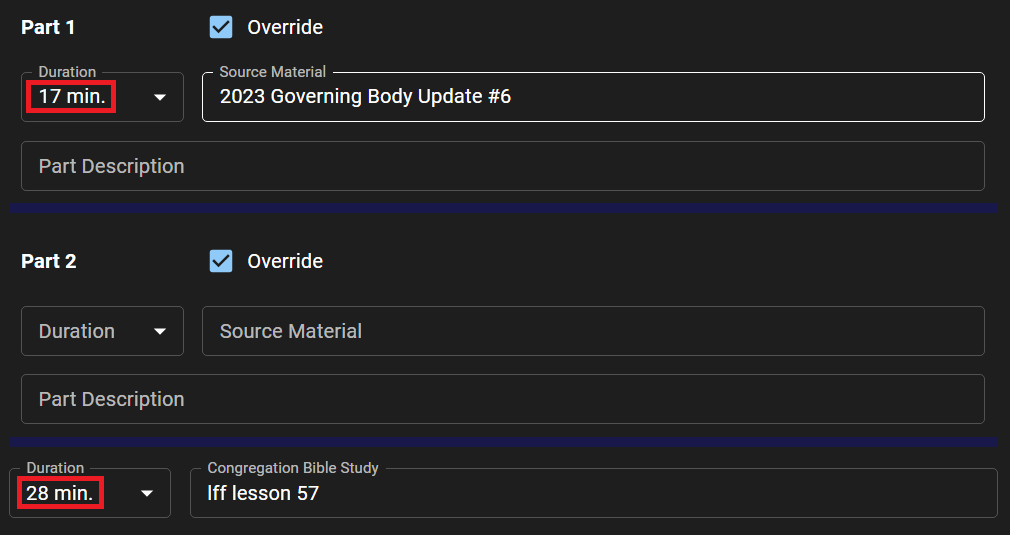 Part 1
Override
Duration
Source Material
17 min.
2023 Governing Body Update #6
Part Description
Part 2
Override
Duration
Source Material
Part Description
Duration
Congregation Bible Study
28 min.
lff lesson 57